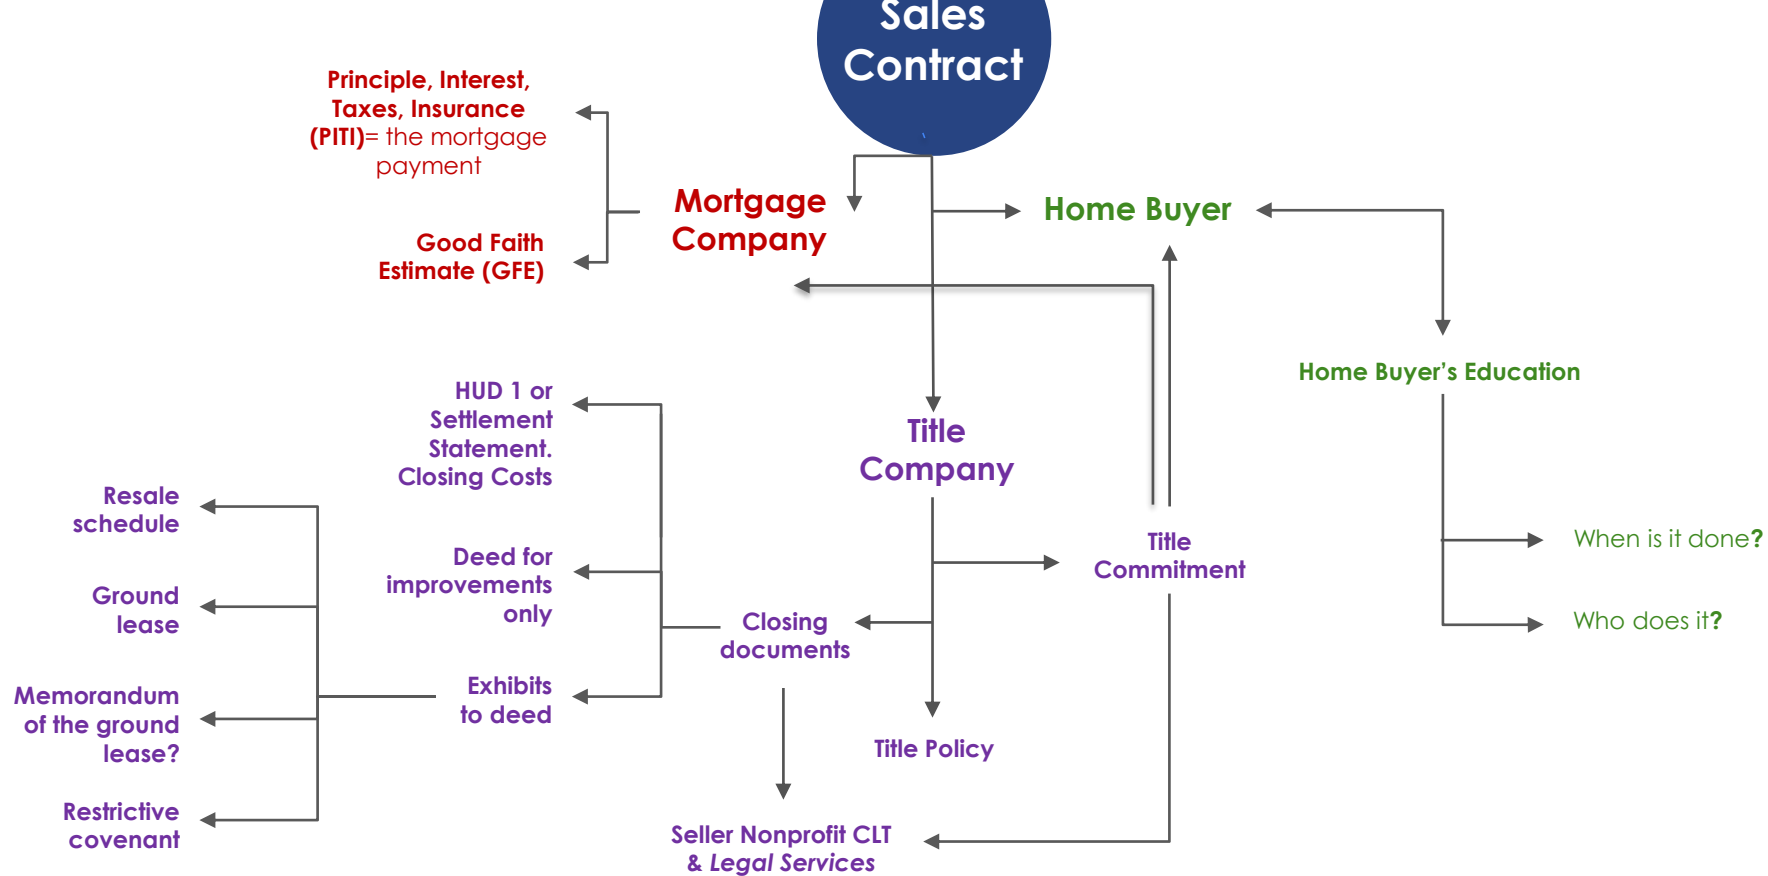 Sales
Contract
Principle, Interest,
Taxes, Insurance
(PITI)= the mortgage
payment
Mortgage
Company
Home Buyer
Good Faith
Estimate (GFE)
Home Buyer’s Education
HUD 1 or
Settlement
Statement.
Closing Costs
Title
Company
Resale
schedule
When is it done?
Title
Commitment
Deed for
improvements
only
Ground
lease
Who does it?
Closing
documents
Exhibits
to deed
Memorandum
of the ground
lease?
Title Policy
Restrictive
covenant
Seller Nonprofit CLT
& Legal Services